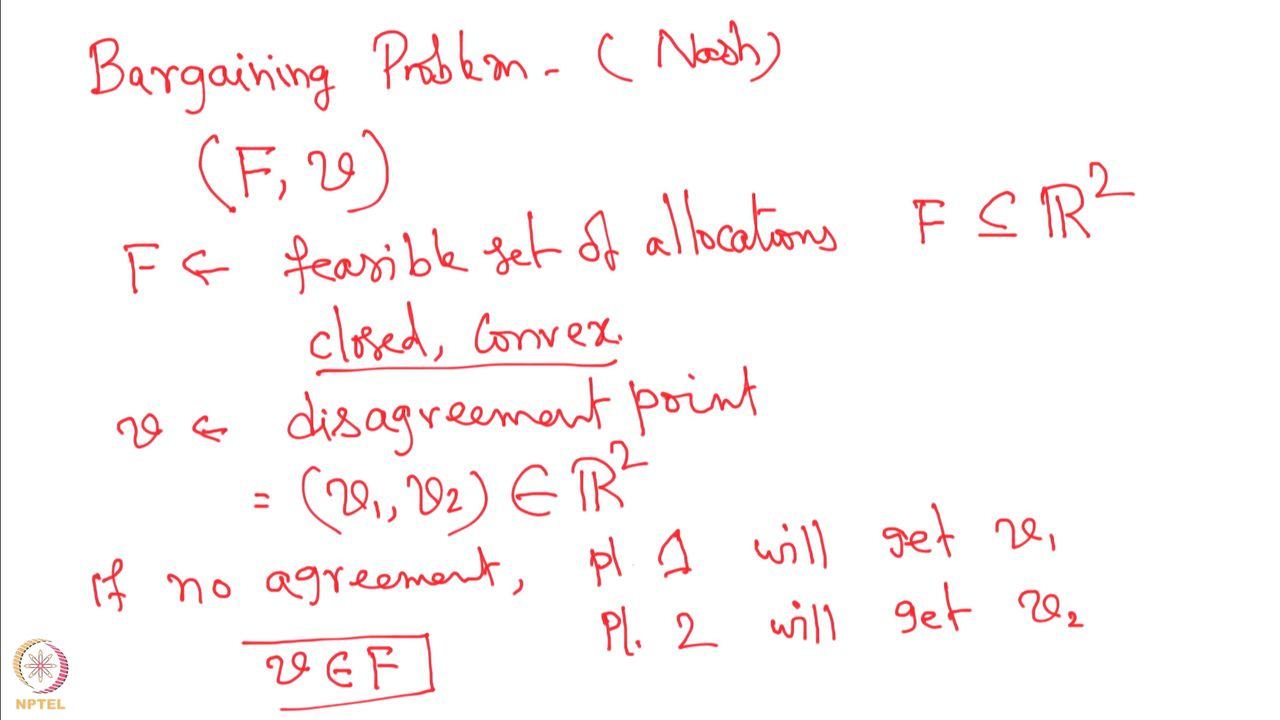 Bargaining Problem - (Nash)
(F, v)
F ← feasible set of allocations F ⊆ ℝ²
closed, convex.
v ← disagreement point
= (v₁, v₂) ∈ ℝ²
if no agreement, pl. 1 will get v₁
Pl. 2 will get v₂
v ∈ F
NPTEL